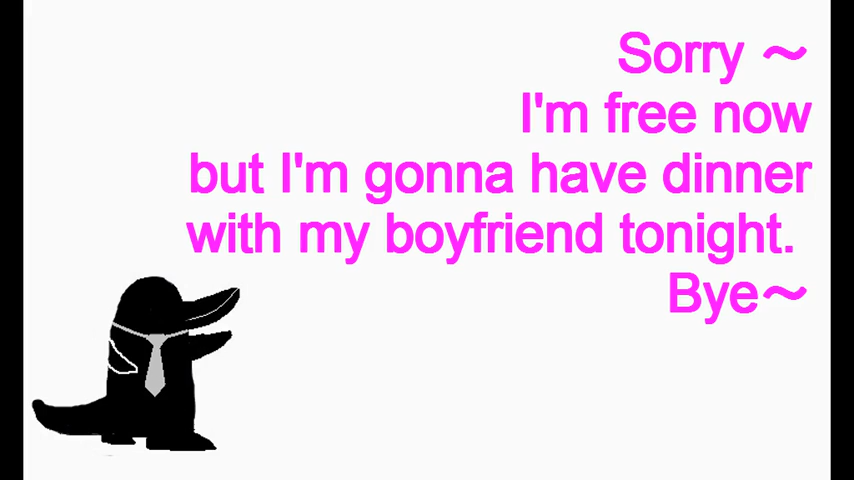 Sorry ～
I'm free now
but I'm gonna have dinner
with my boyfriend tonight.
Bye～